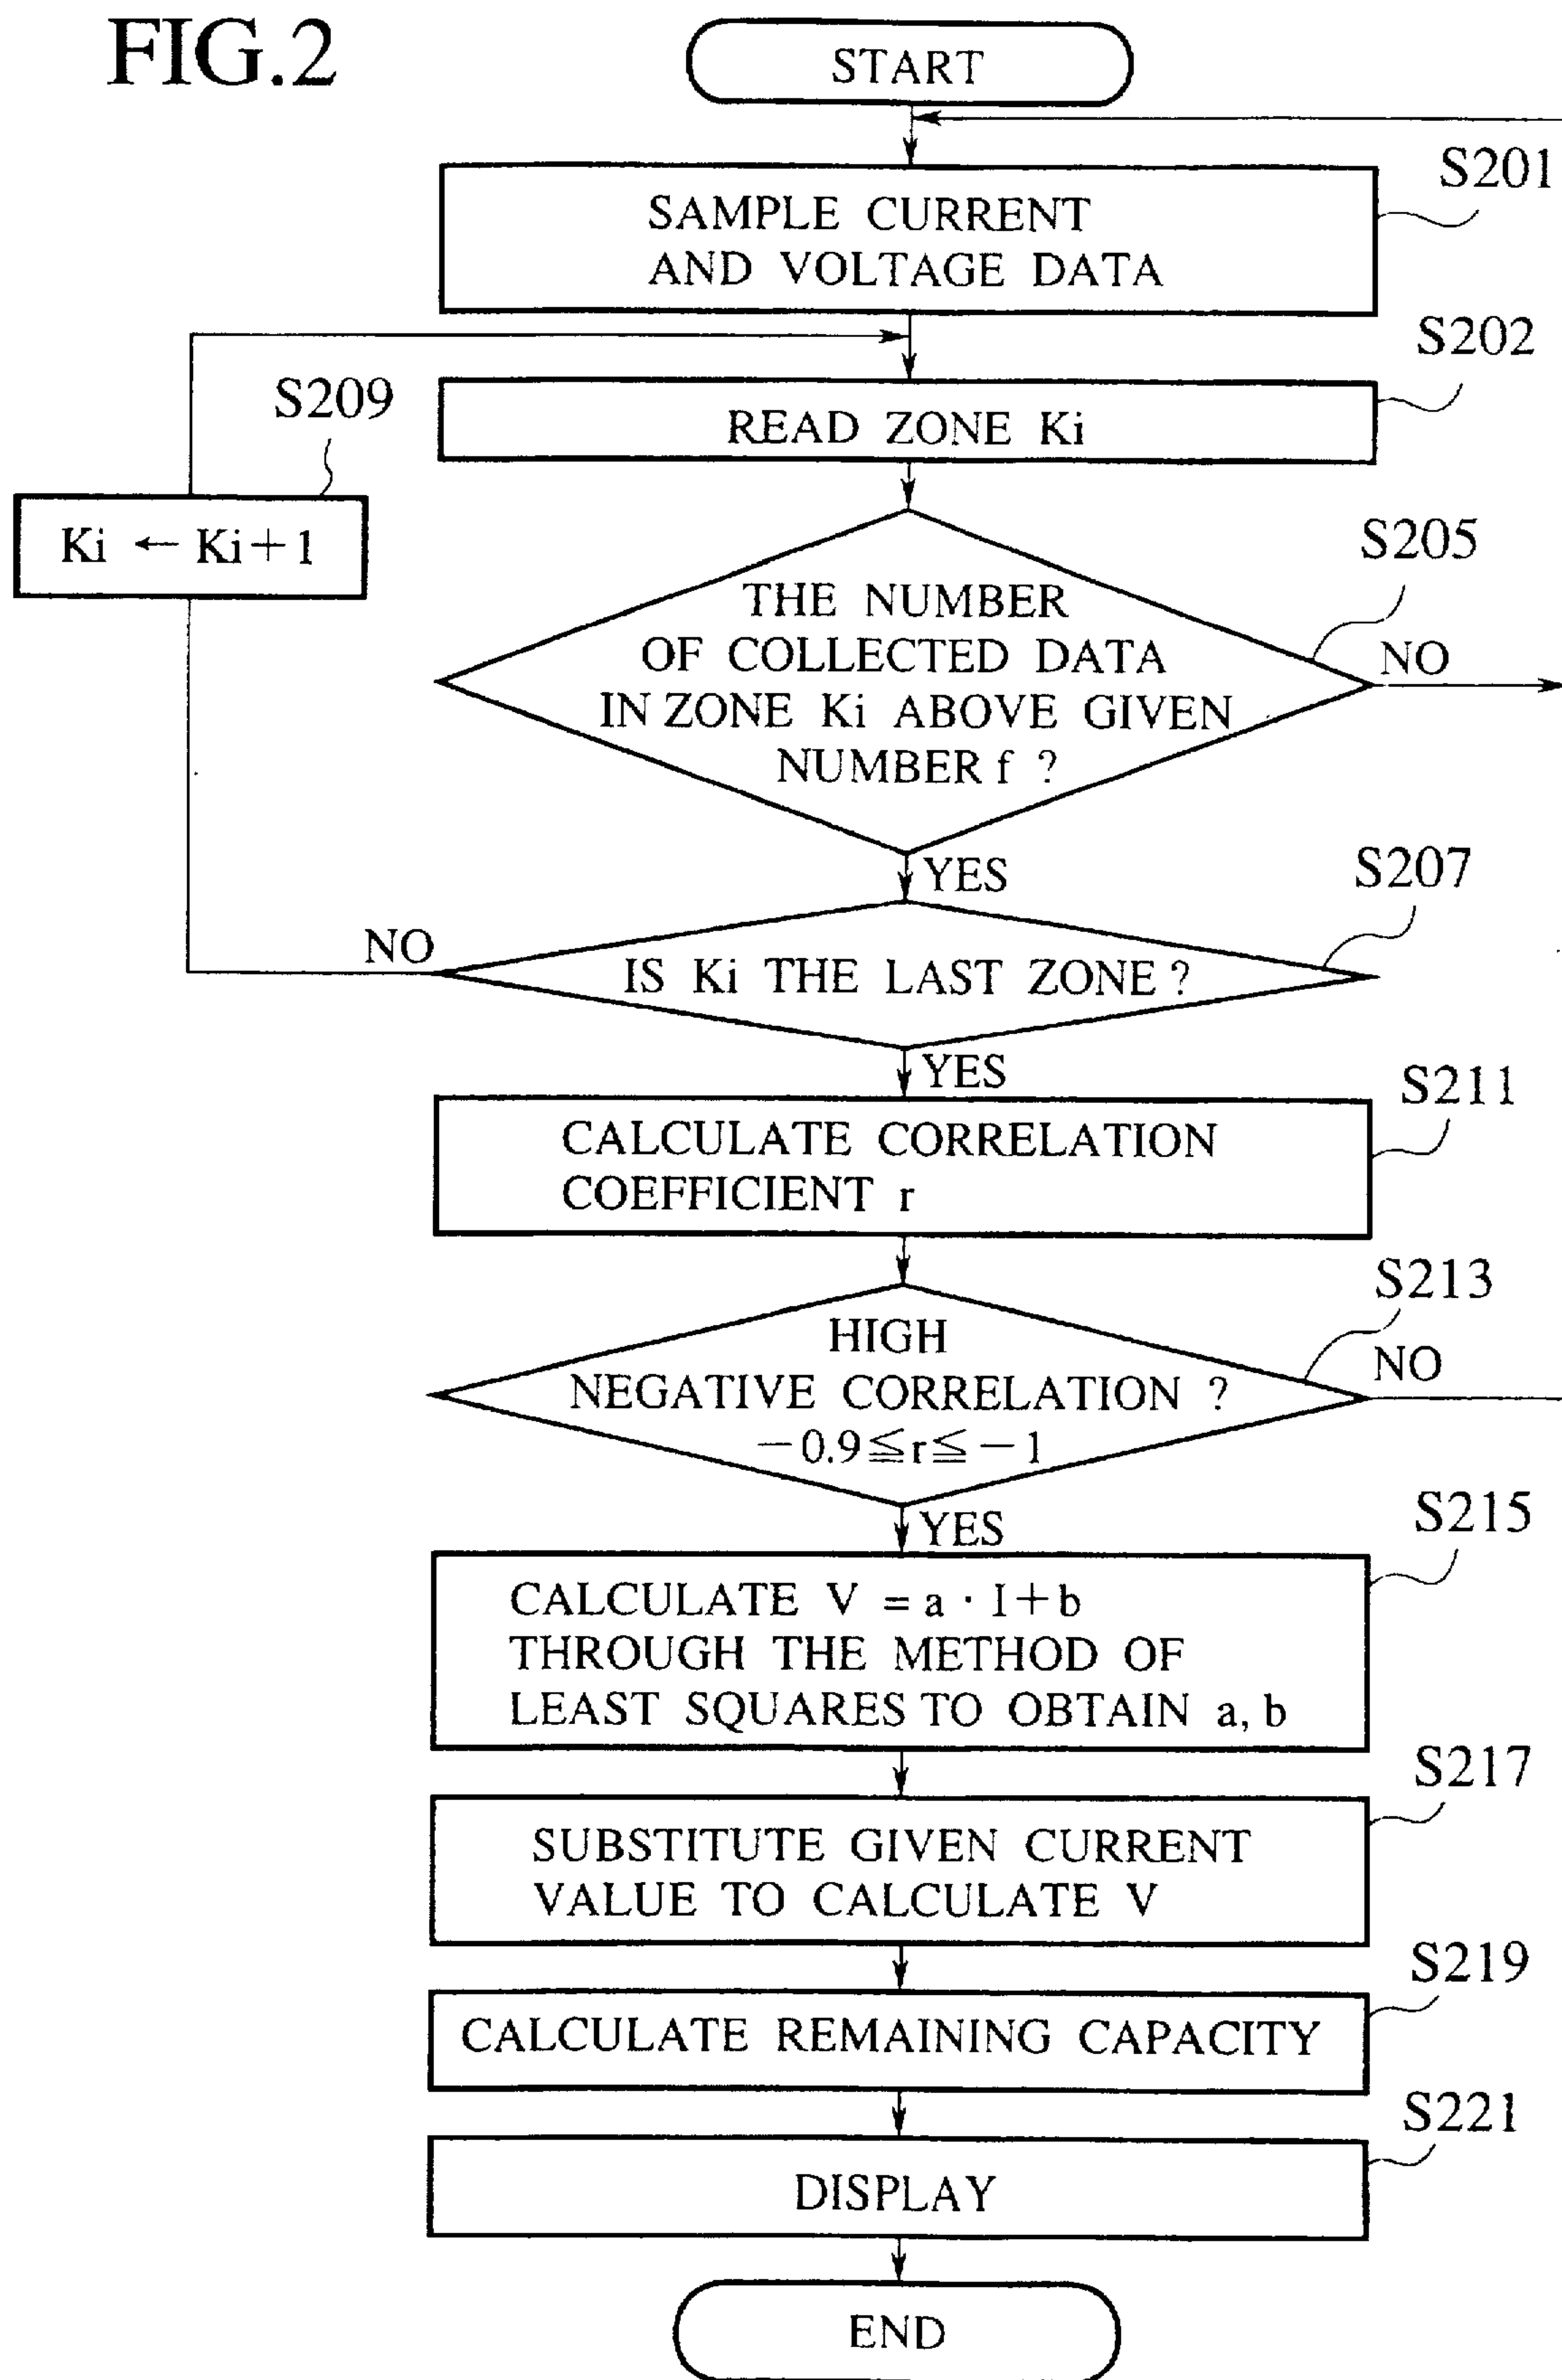 FIG.2
START
S201
SAMPLE CURRENT
AND VOLTAGE DATA
S202
READ ZONE Ki
S209
Ki ← Ki+1
S205
THE NUMBER
OF COLLECTED DATA
IN ZONE Ki ABOVE GIVEN
NUMBER f ?
NO
YES
S207
NO
IS Ki THE LAST ZONE ?
YES
S211
CALCULATE CORRELATION
COEFFICIENT r
S213
HIGH
NEGATIVE CORRELATION ?
−0.9≦r≦−1
NO
YES
S215
CALCULATE V = a · I+b
THROUGH THE METHOD OF
LEAST SQUARES TO OBTAIN a, b
S217
SUBSTITUTE GIVEN CURRENT
VALUE TO CALCULATE V
S219
CALCULATE REMAINING CAPACITY
S221
DISPLAY
END